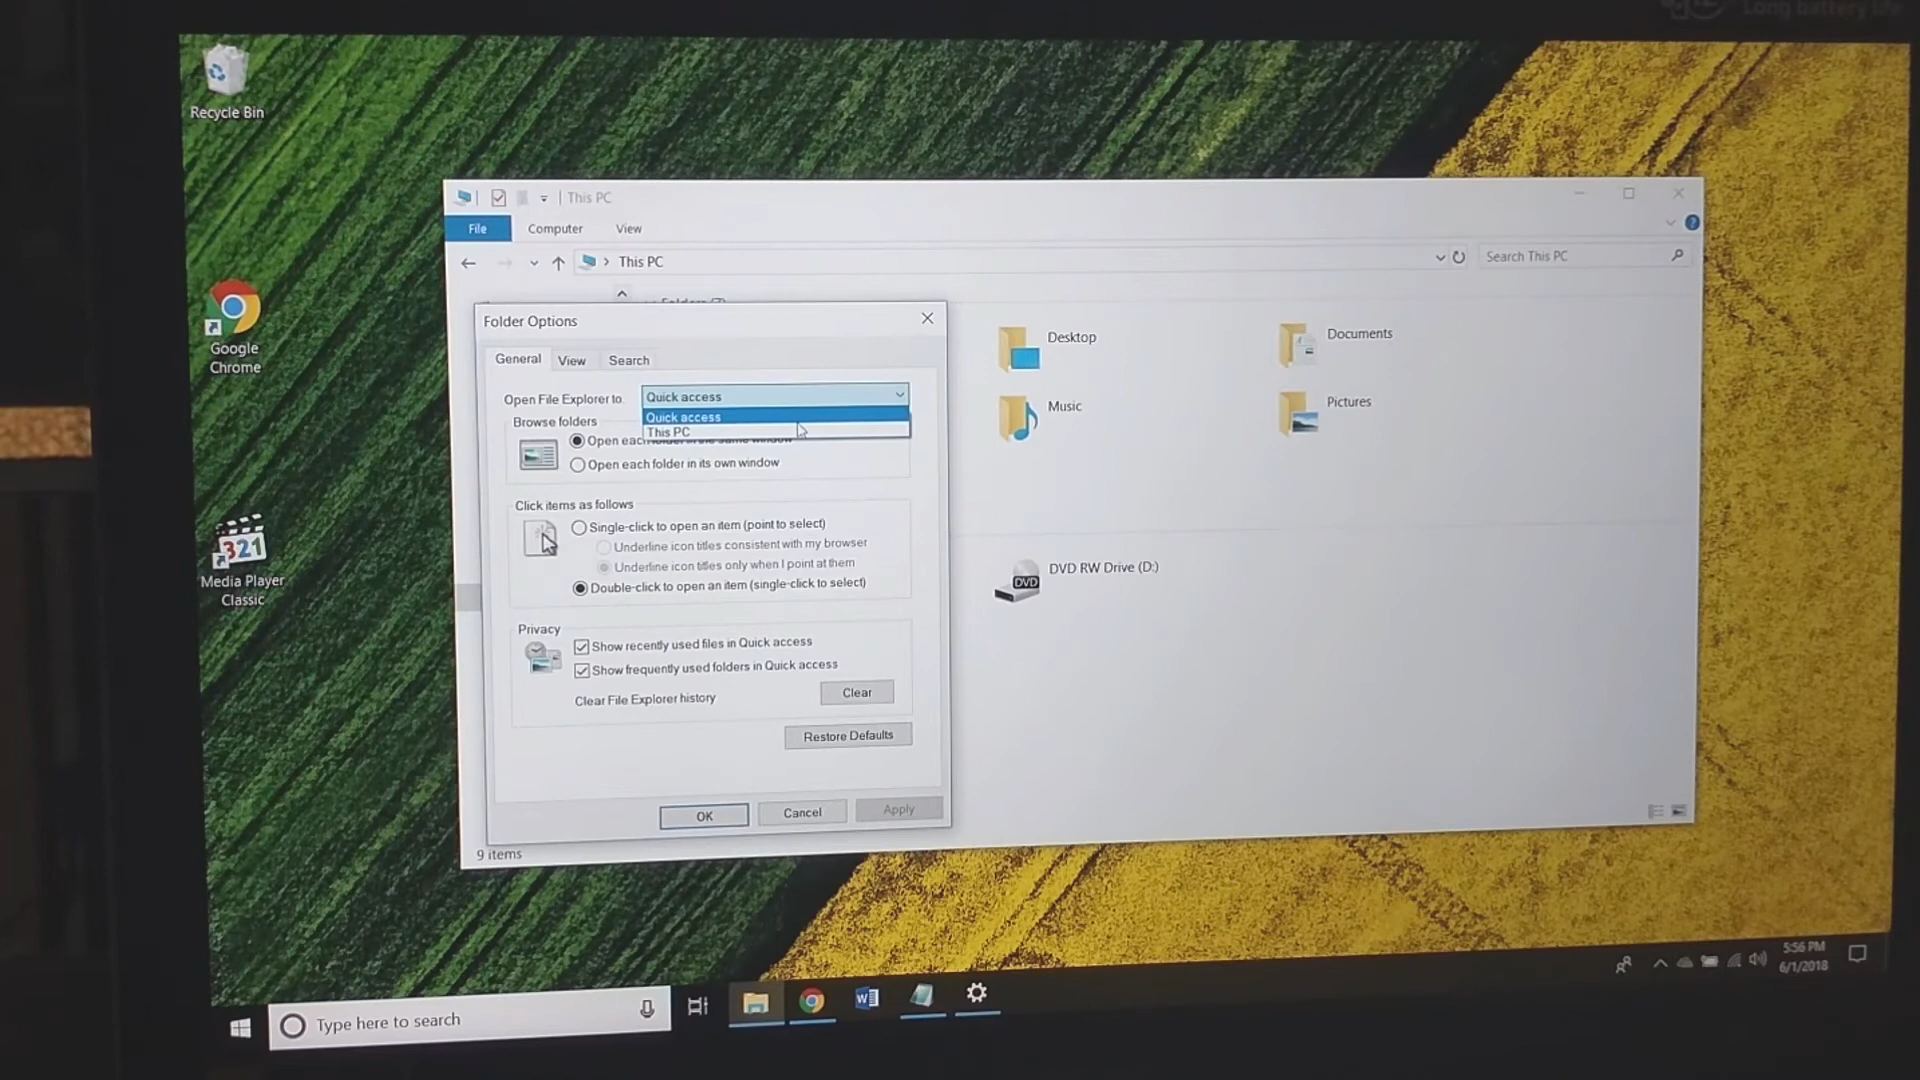 Long battery life
Recycle Bin
This PC
File
Computer
View
This PC
Search This PC
Folder Options
General
View
Search
Open File Explorer to:
Quick access
Quick access
This PC
Browse folders
Open each folder in the same window
Open each folder in its own window
Click items as follows
Single-click to open an item (point to select)
Underline icon titles consistent with my browser
Underline icon titles only when I point at them
Double-click to open an item (single-click to select)
Privacy
Show recently used files in Quick access
Show frequently used folders in Quick access
Clear File Explorer history
Clear
Restore Defaults
OK
Cancel
Apply
Desktop
Documents
Music
Pictures
DVD RW Drive (D:)
DVD
9 items
Google
Chrome
321
Media Player
Classic
Type here to search
W
5:56 PM
6/1/2018